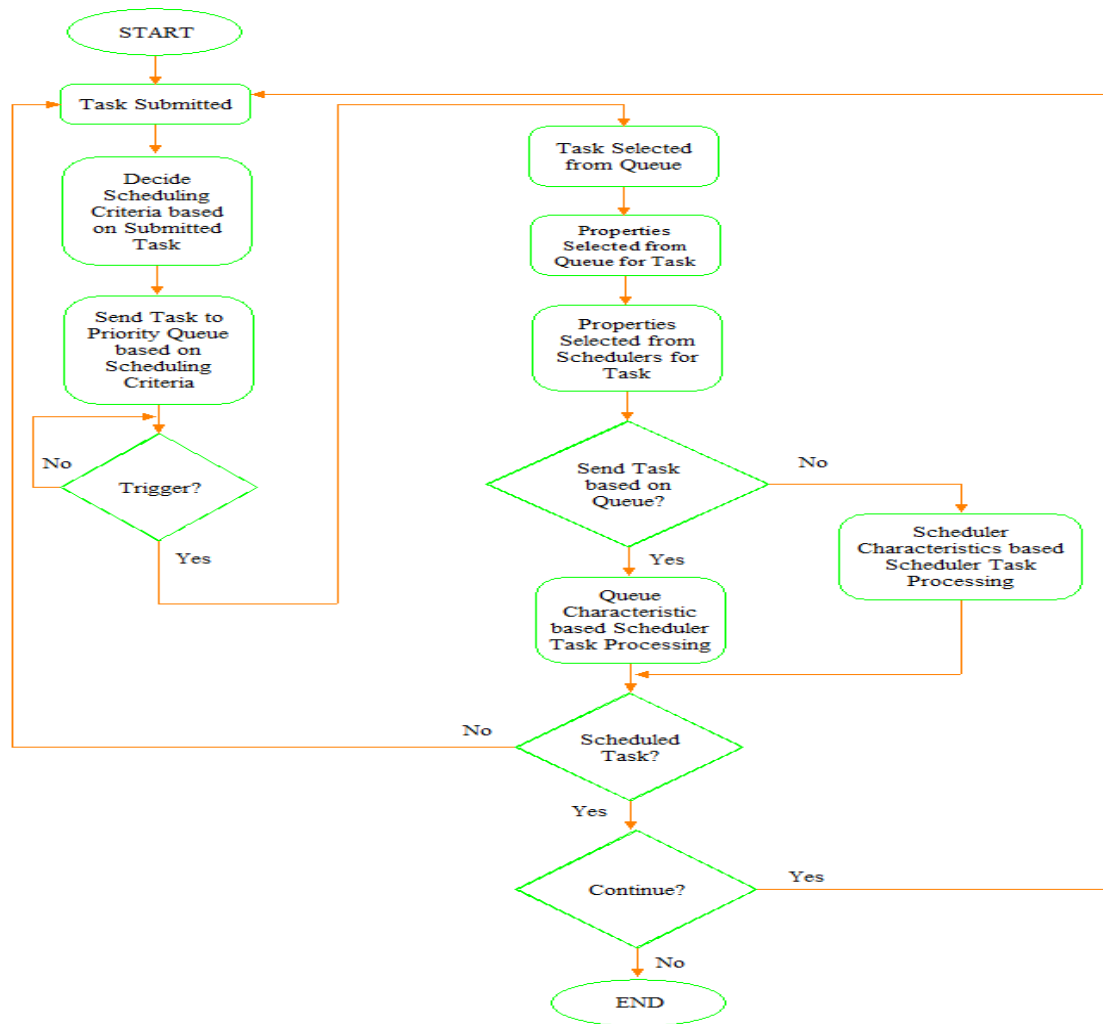 START
Task Submitted
Decide
Scheduling
Criteria based
on Submitted
Task
Send Task to
Priority Queue
based on
Scheduling
Criteria
No
Trigger?
Yes
Task Selected
from Queue
Properties
Selected from
Queue for Task
Properties
Selected from
Schedulers for
Task
Send Task
based on
Queue?
No
Scheduler
Characteristics based
Scheduler Task
Processing
Yes
Queue
Characteristic
based Scheduler
Task Processing
No
Scheduled
Task?
Yes
Continue?
Yes
No
END